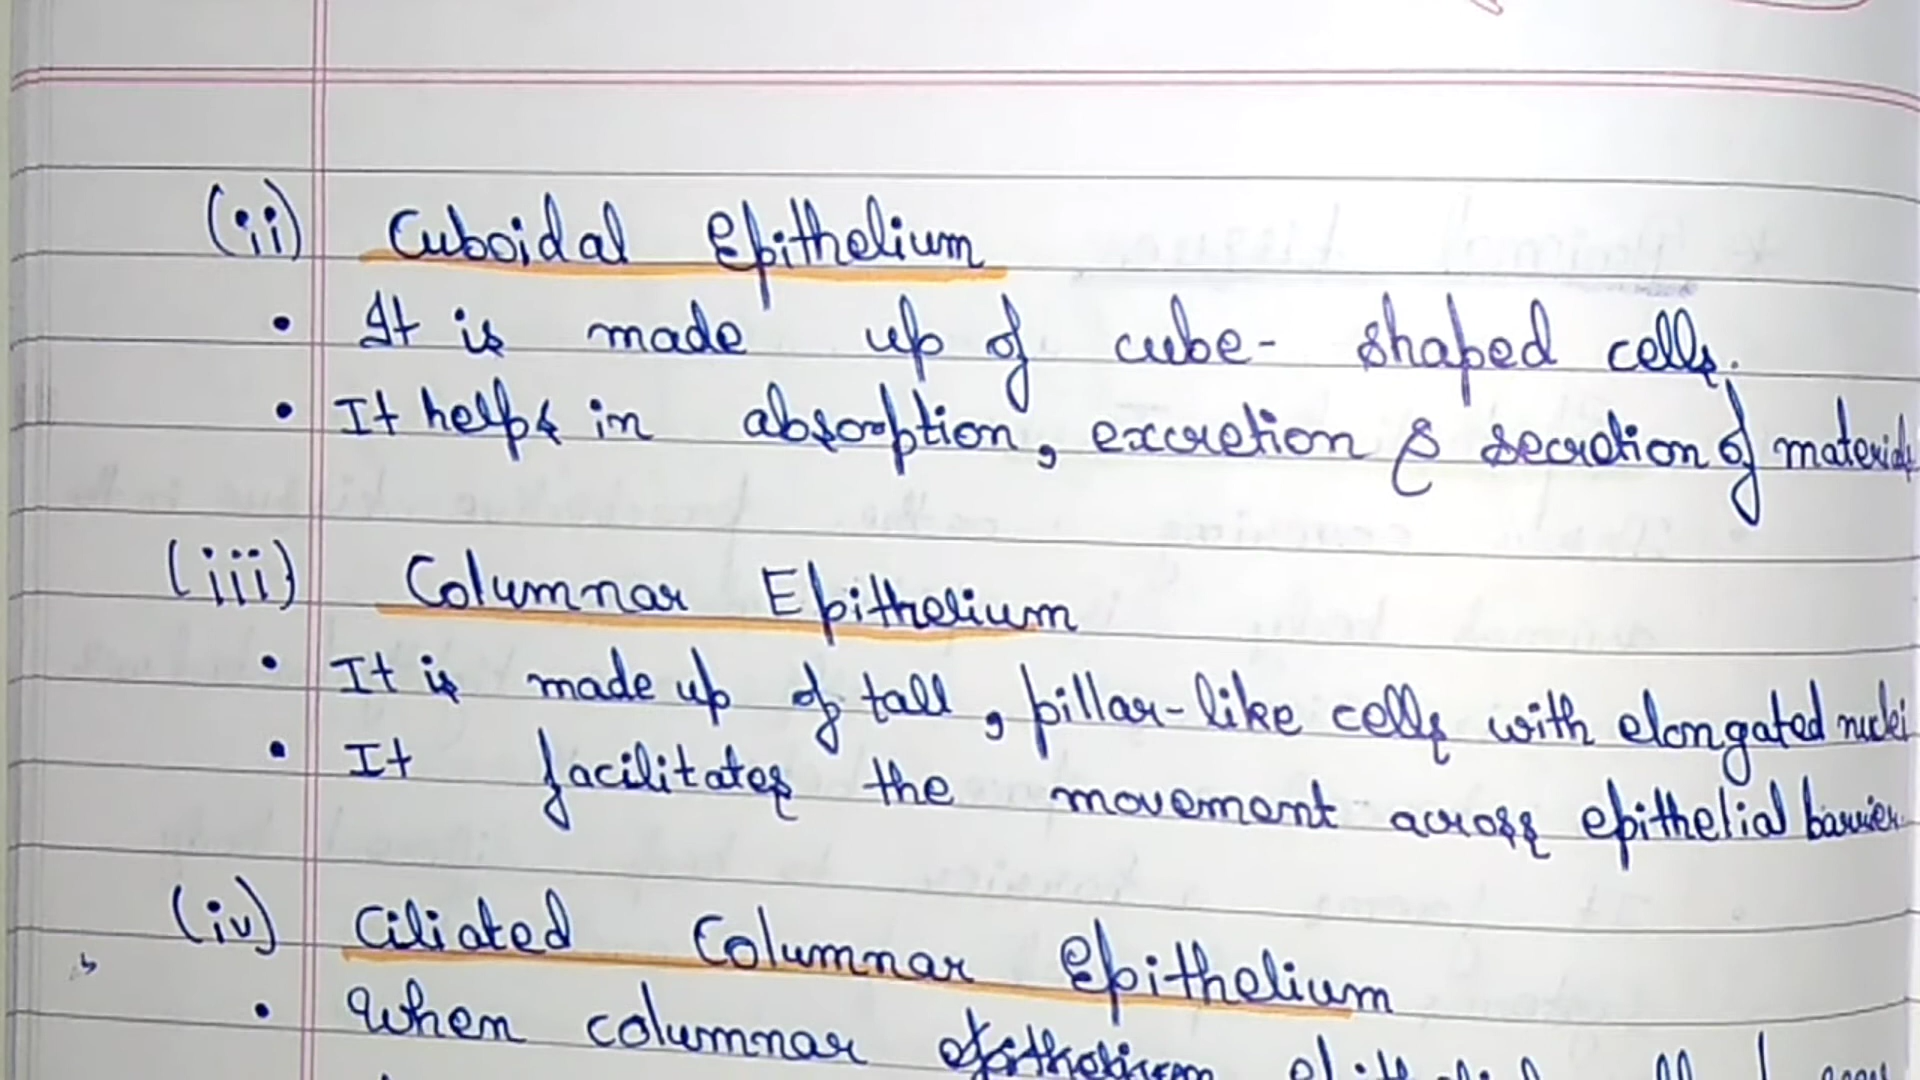 (ii) Cuboidal Epithelium
• It is made up of cube- shaped cells.
• It helps in absorption, excretion & secretion of materials
(iii) Columnar Epithelium
• It is made up of tall, pillar-like cells with elongated nuclei
• It facilitates the movement across epithelial barrier
(iv) Ciliated Columnar Epithelium
• When columnar